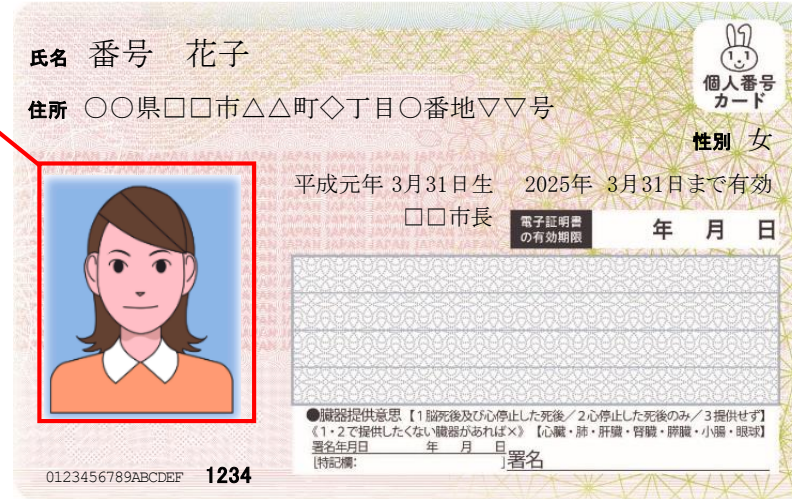 氏名 番号 花子
個人番号
カード
住所 〇〇県□□市△△町◇丁目〇番地▽▽号
性別 女
平成元年 3月31日生 2025年 3月31日まで有効
□□市長
電子証明書
の有効期限 年 月 日
●臓器提供意思【1脳死後及び心停止した死後／2心停止した死後のみ／3提供せず】
《1・2で提供したくない臓器があれば×》【心臓・肺・肝臓・腎臓・膵臓・小腸・眼球】
署名年月日 年 月 日
[特記欄: ]署名
0123456789ABCDEF 1234